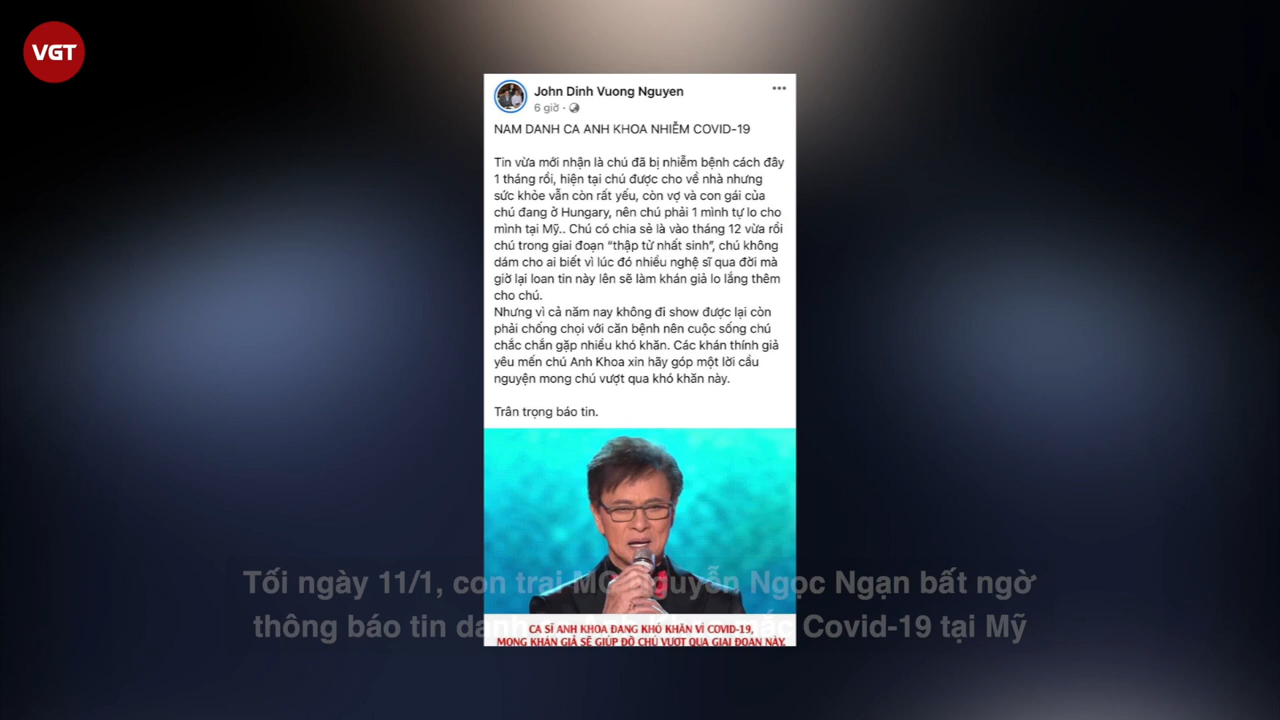 VGT
John Dinh Vuong Nguyen
6 giờ ·
NAM DANH CA ANH KHOA NHIỄM COVID-19
Tin vừa mới nhận là chú đã bị nhiễm bệnh cách đây
1 tháng rồi, hiện tại chú được cho về nhà nhưng
sức khỏe vẫn còn rất yếu, còn vợ và con gái của
chú đang ở Hungary, nên chú phải 1 mình tự lo cho
mình tại Mỹ.. Chú có chia sẻ là vào tháng 12 vừa rồi
chú trong giai đoạn “thập tử nhất sinh”, chú không
dám cho ai biết vì lúc đó nhiều nghệ sĩ qua đời mà
giờ lại loan tin này lên sẽ làm khán giả lo lắng thêm
cho chú.
Nhưng vì cả năm nay không đi show được lại còn
phải chống chọi với căn bệnh nên cuộc sống chú
chắc chắn gặp nhiều khó khăn. Các khán thính giả
yêu mến chú Anh Khoa xin hãy góp một lời cầu
nguyện mong chú vượt qua khó khăn này.
Trân trọng báo tin.
Tối ngày 11/1, con trai MC Nguyễn Ngọc Ngạn bất ngờ
thông báo tin danh mắc Covid-19 tại Mỹ
CA SĨ ANH KHOA ĐANG KHÓ KHĂN VÌ COVID-19,
MONG KHÁN GIẢ SẼ GIÚP ĐỠ CHÚ VƯỢT QUA GIAI ĐOẠN NÀY.